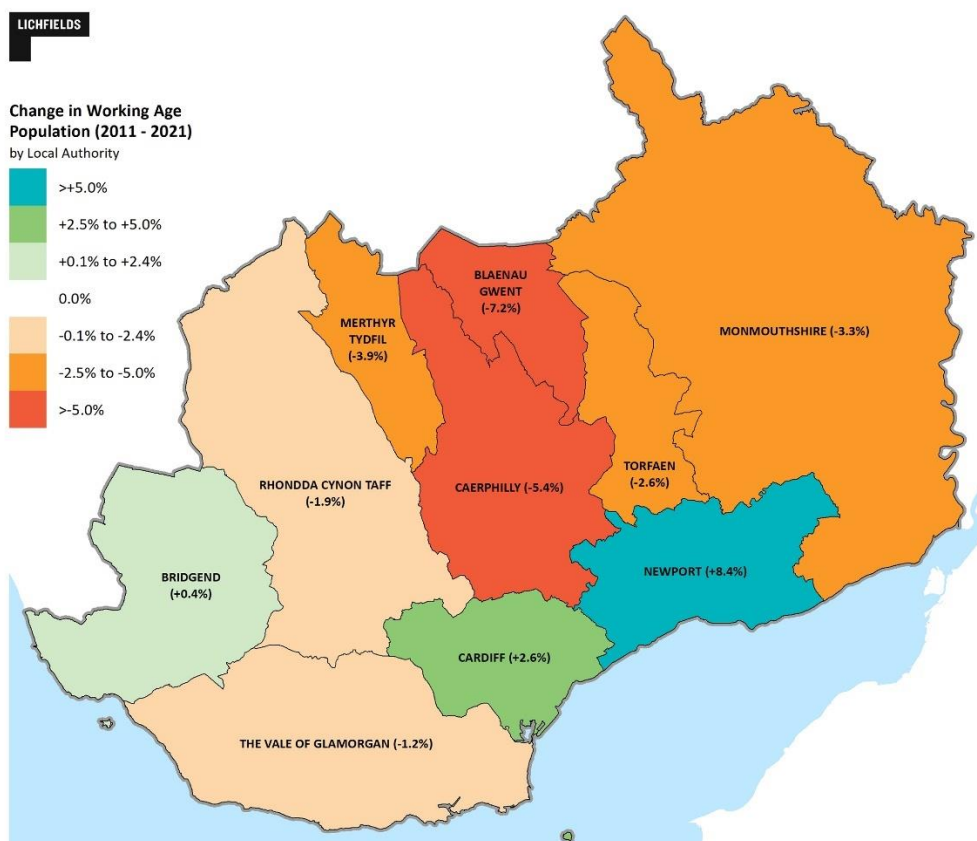 LICHFIELDS
Change in Working Age
Population (2011 - 2021)
by Local Authority
>+5.0%
+2.5% to +5.0%
+0.1% to +2.4%
0.0%
-0.1% to -2.4%
-2.5% to -5.0%
>-5.0%
BLAENAU
GWENT
(-7.2%)
MERTHYR
TYDFIL
(-3.9%)
MONMOUTHSHIRE (-3.3%)
RHONDDA CYNON TAFF
(-1.9%)
CAERPHILLY (-5.4%)
TORFAEN
(-2.6%)
BRIDGEND
(+0.4%)
NEWPORT (+8.4%)
CARDIFF (+2.6%)
THE VALE OF GLAMORGAN (-1.2%)